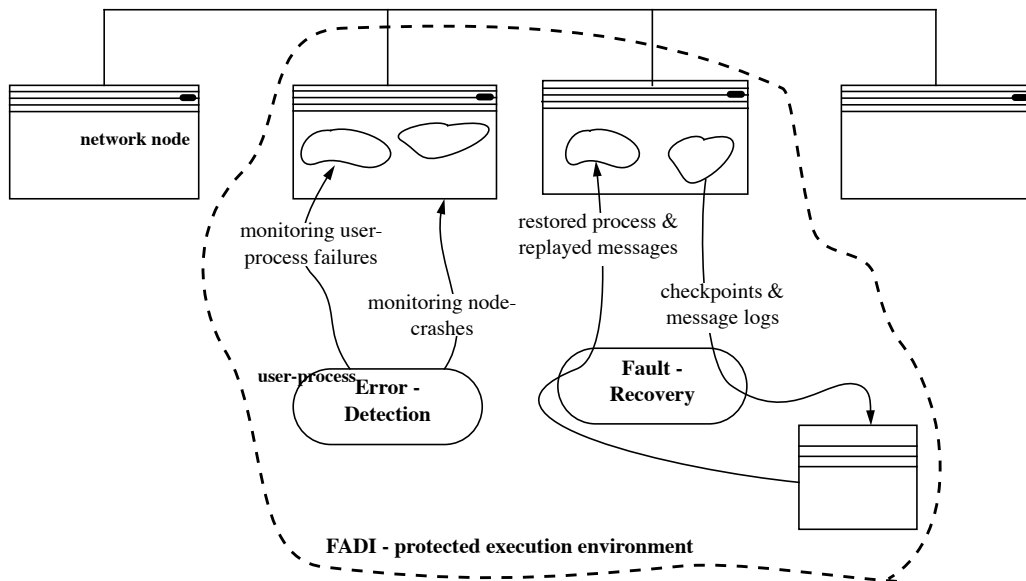 network node
monitoring user-
process failures
restored process &
replayed messages
monitoring node-
crashes
checkpoints &
message logs
user-process
Error -
Detection
Fault -
Recovery
FADI - protected execution environment